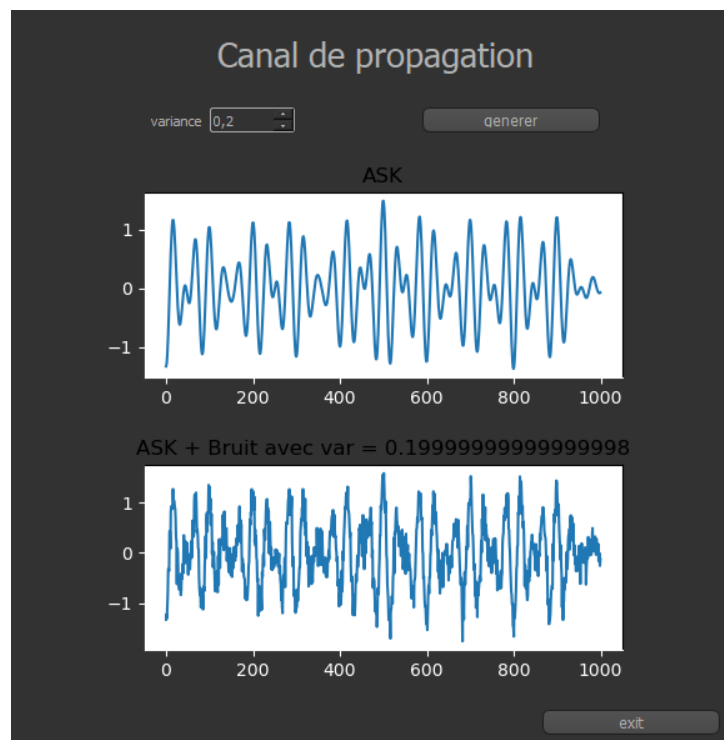 Canal de propagation
variance 0,2 generer
ASK
1
0
−1
0 200 400 600 800 1000
ASK + Bruit avec var = 0.19999999999999998
1
0
−1
0 200 400 600 800 1000
exit